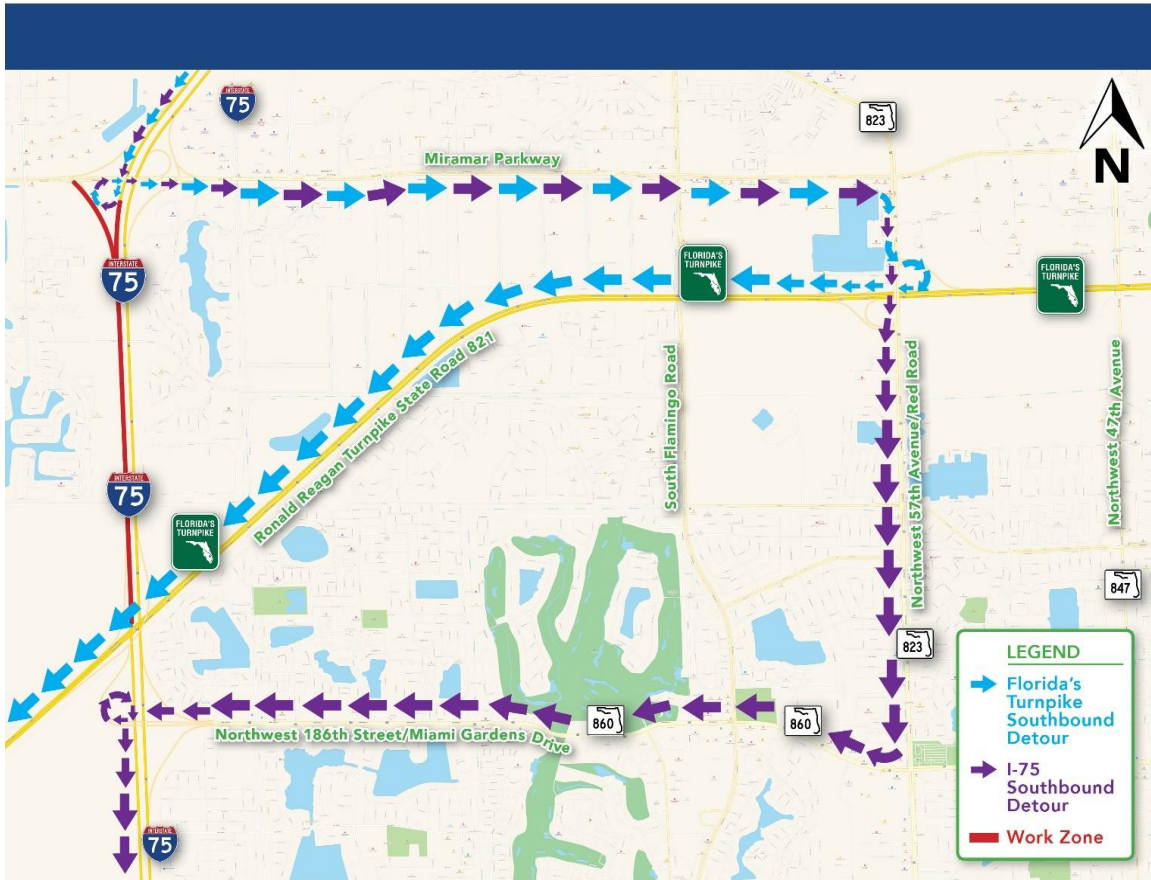 INTERSTATE
75
823
N
Miramar Parkway
INTERSTATE
75
FLORIDA'S
TURNPIKE
FLORIDA'S
TURNPIKE
Ronald Reagan Turnpike State Road 821
South Flamingo Road
Northwest 57th Avenue/Red Road
Northwest 47th Avenue
INTERSTATE
75
FLORIDA'S
TURNPIKE
847
823
860
860
Northwest 186th Street/Miami Gardens Drive
INTERSTATE
75
LEGEND
Florida's
Turnpike
Southbound
Detour
I-75
Southbound
Detour
Work Zone